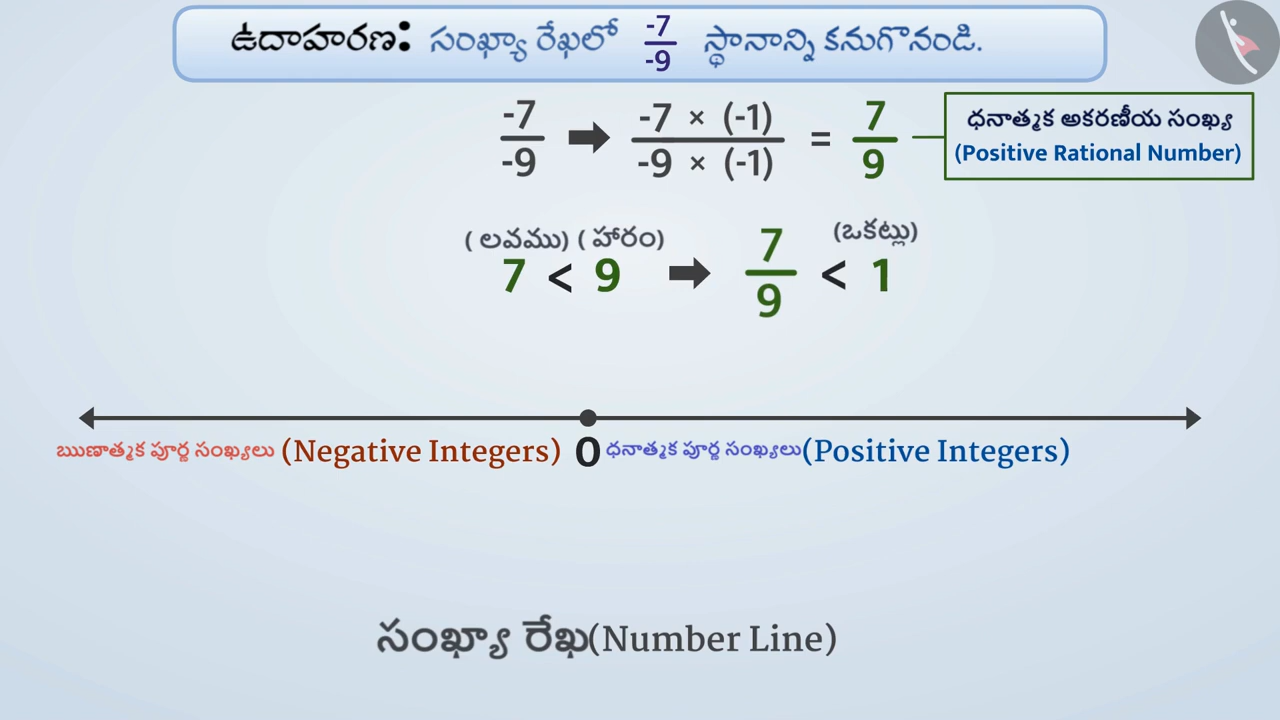 ఉదాహరణ: సంఖ్యా రేఖలో -7/-9 స్థానాన్ని కనుగొనండి.
-7/-9 ➡ -7 × (-1)/-9 × (-1) = 7/9
ధనాత్మక అకరణీయ సంఖ్య
(Positive Rational Number)
( లవము) ( హారం) (ఒకట్లు)
7 < 9 ➡ 7/9 < 1
ఋణాత్మక పూర్ణ సంఖ్యలు (Negative Integers) 0 ధనాత్మక పూర్ణ సంఖ్యలు(Positive Integers)
సంఖ్యా రేఖ(Number Line)